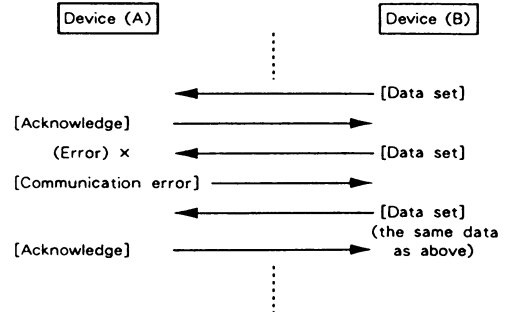 Device (A) Device (B)
[Data set]
[Acknowledge]
(Error) × [Data set]
[Communication error]
[Data set]
(the same data
[Acknowledge] as above)